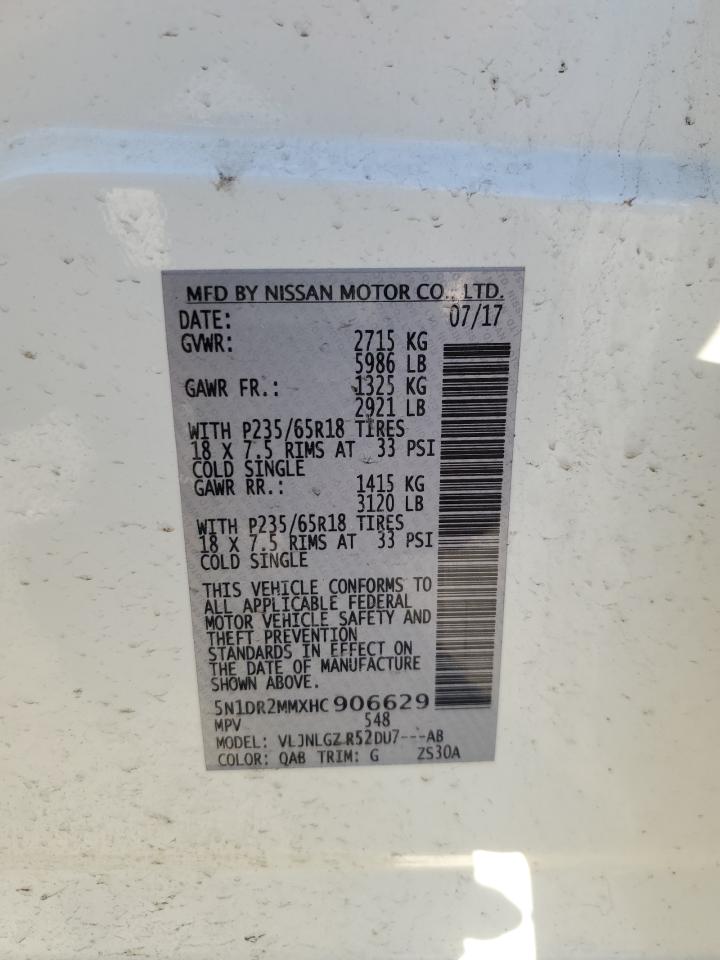 MFD BY NISSAN MOTOR CO., LTD.
DATE: 07/17
GVWR: 2715 KG
5986 LB
GAWR FR.: 1325 KG
2921 LB
WITH P235/65R18 TIRES
18 X 7.5 RIMS AT 33 PSI
COLD SINGLE
GAWR RR.: 1415 KG
3120 LB
WITH P235/65R18 TIRES
18 X 7.5 RIMS AT 33 PSI
COLD SINGLE
THIS VEHICLE CONFORMS TO
ALL APPLICABLE FEDERAL
MOTOR VEHICLE SAFETY AND
THEFT PREVENTION
STANDARDS IN EFFECT ON
THE DATE OF MANUFACTURE
SHOWN ABOVE.
5N1DR2MMXHC906629
MPV 548
MODEL: VLJNLGZ R52DU7---AB
COLOR: QAB TRIM: G ZS30A